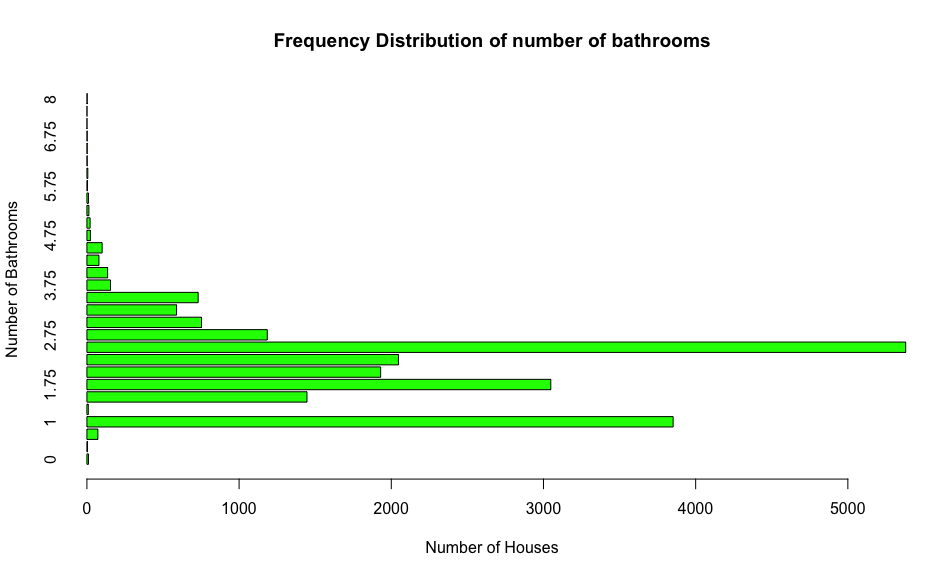 Frequency Distribution of number of bathrooms
Number of Bathrooms
8
6.75
5.75
4.75
3.75
2.75
1.75
1
0
0 1000 2000 3000 4000 5000
Number of Houses